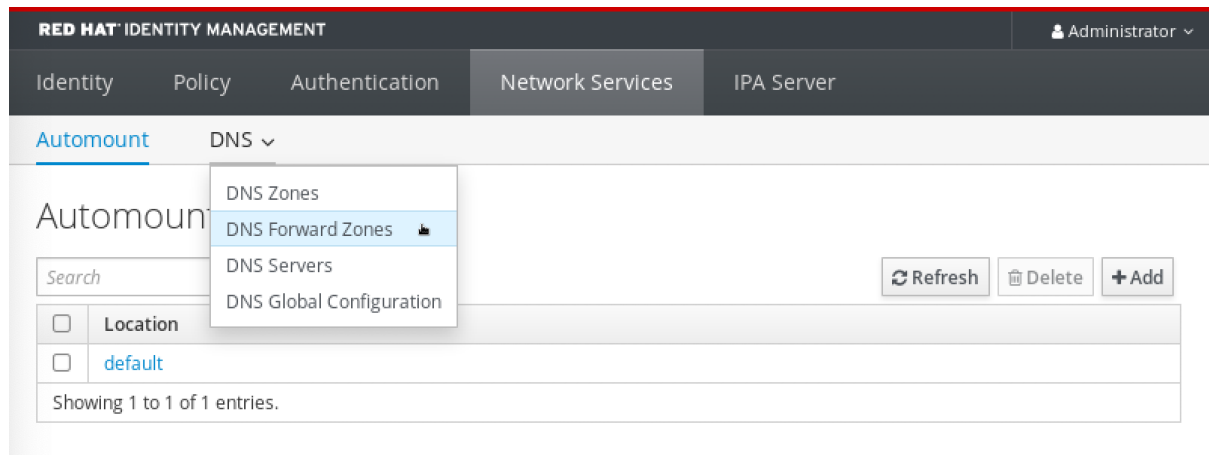 RED HAT® IDENTITY MANAGEMENT Administrator
Identity Policy Authentication Network Services IPA Server
Automount DNS
DNS Zones
Automoun
DNS Forward Zones
DNS Servers
Search Refresh Delete Add
DNS Global Configuration
Location
default
Showing 1 to 1 of 1 entries.